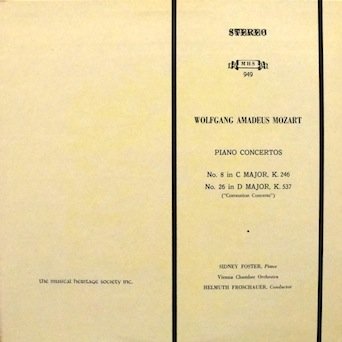 STEREO
MHS
949
WOLFGANG AMADEUS MOZART
PIANO CONCERTOS
No. 8 in C MAJOR, K. 246
No. 26 in D MAJOR, K. 537
("Coronation Concerto")
SIDNEY FOSTER, Piano
Vienna Chamber Orchestra
HELMUTH FROSCHAUER, Conductor
the musical heritage society inc.